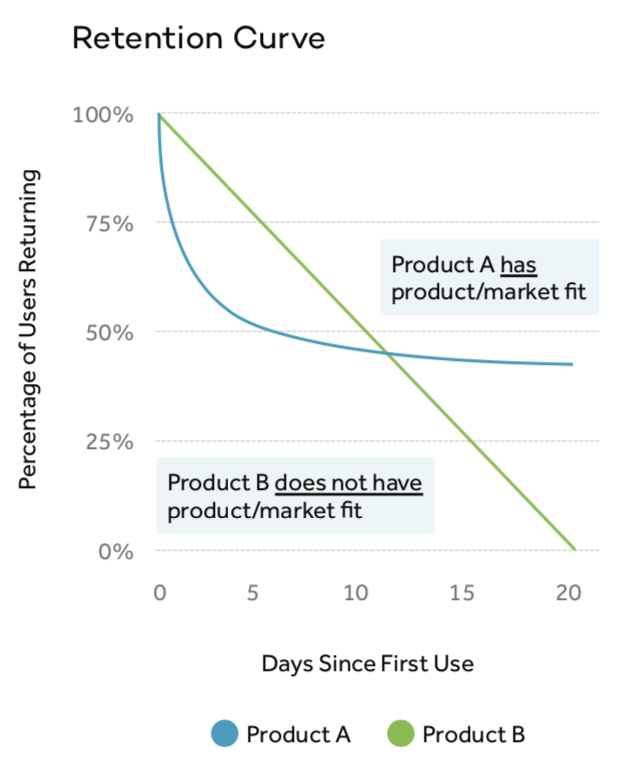 Retention Curve
100%
75%
50%
25%
0%
Percentage of Users Returning
Product A has
product/market fit
Product B does not have
product/market fit
0 5 10 15 20
Days Since First Use
Product A Product B